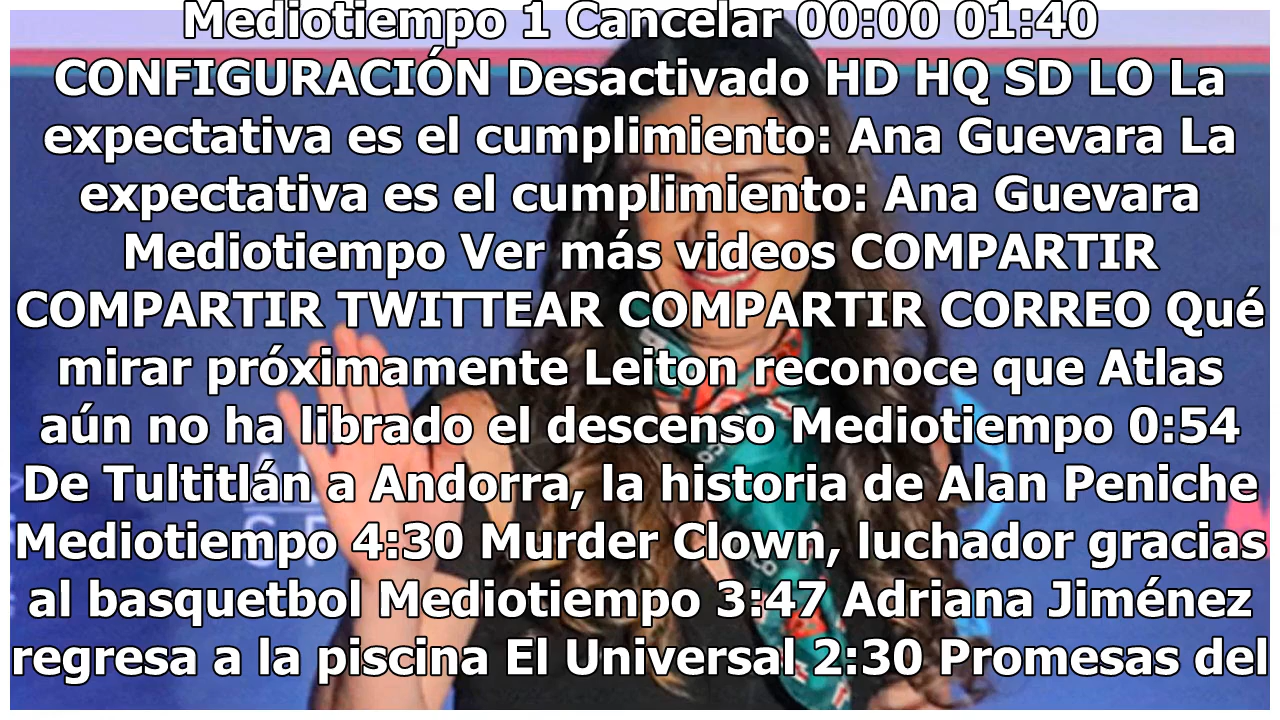 Mediotiempo 1 Cancelar 00:00 01:40
CONFIGURACIÓN Desactivado HD HQ SD LO La
expectativa es el cumplimiento: Ana Guevara La
expectativa es el cumplimiento: Ana Guevara
Mediotiempo Ver más videos COMPARTIR
COMPARTIR TWITTEAR COMPARTIR CORREO Qué
mirar próximamente Leiton reconoce que Atlas
aún no ha librado el descenso Mediotiempo 0:54
De Tultitlán a Andorra, la historia de Alan Peniche
Mediotiempo 4:30 Murder Clown, luchador gracias
al basquetbol Mediotiempo 3:47 Adriana Jiménez
regresa a la piscina El Universal 2:30 Promesas del